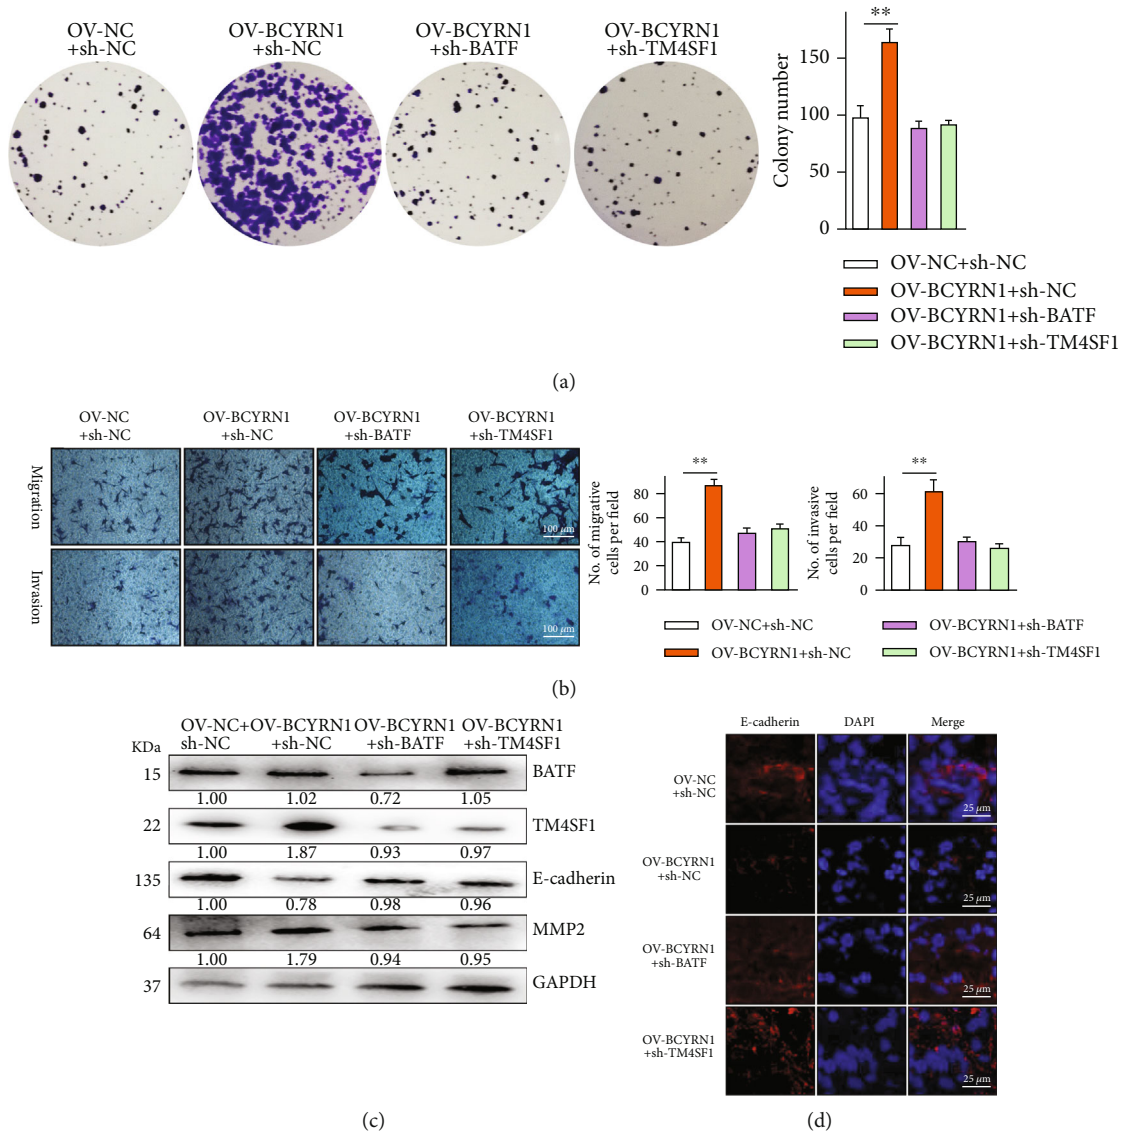 OV-NC
+sh-NC
OV-BCYRN1
+sh-NC
OV-BCYRN1
+sh-BATF
OV-BCYRN1
+sh-TM4SF1
**
Colony number
150
100
50
0
OV-NC+sh-NC
OV-BCYRN1+sh-NC
OV-BCYRN1+sh-BATF
OV-BCYRN1+sh-TM4SF1
(a)
OV-NC
+sh-NC
OV-BCYRN1
+sh-NC
OV-BCYRN1
+sh-BATF
OV-BCYRN1
+sh-TM4SF1
Migration
100 μm
Invasion
100 μm
No. of migrative
cells per field
80
60
40
20
0
**
No. of invasive
cells per field
60
40
20
0
**
OV-NC+sh-NC
OV-BCYRN1+sh-NC
OV-BCYRN1+sh-BATF
OV-BCYRN1+sh-TM4SF1
(b)
OV-NC+
sh-NC
OV-BCYRN1
+sh-NC
OV-BCYRN1
+sh-BATF
OV-BCYRN1
+sh-TM4SF1
KDa
15
BATF
1.00 1.02 0.72 1.05
22
TM4SF1
1.00 1.87 0.93 0.97
135
E-cadherin
1.00 0.78 0.98 0.96
64
MMP2
1.00 1.79 0.94 0.95
37
GAPDH
(c)
E-cadherin DAPI Merge
OV-NC
+sh-NC
25 μm
OV-BCYRN1
+sh-NC
25 μm
OV-BCYRN1
+sh-BATF
25 μm
OV-BCYRN1
+sh-TM4SF1
25 μm
(d)